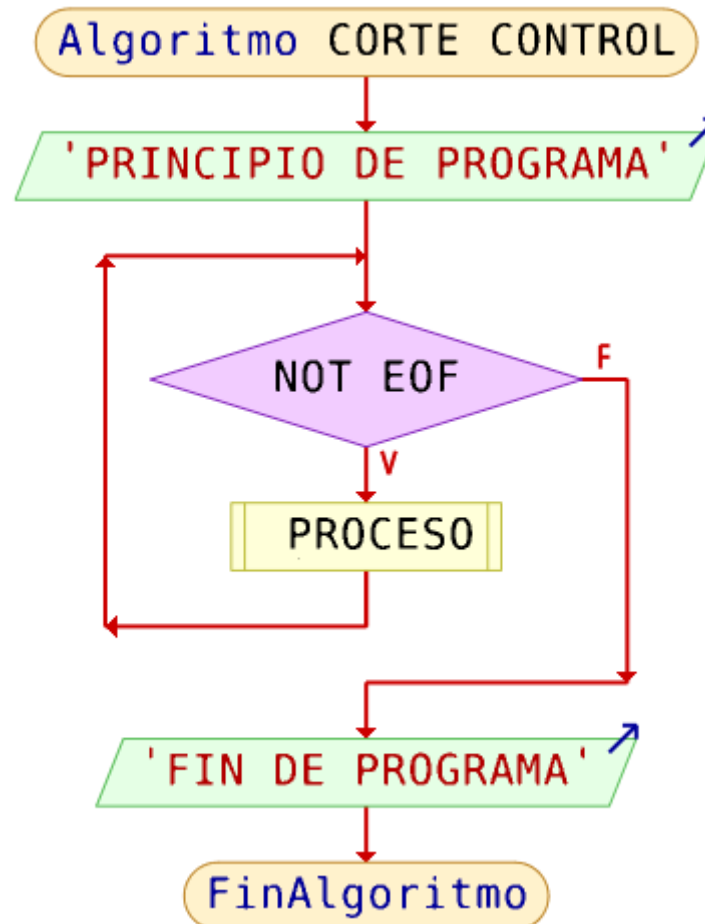 Algoritmo CORTE CONTROL
'PRINCIPIO DE PROGRAMA'
NOT EOF
F
V
PROCESO
'FIN DE PROGRAMA'
FinAlgoritmo